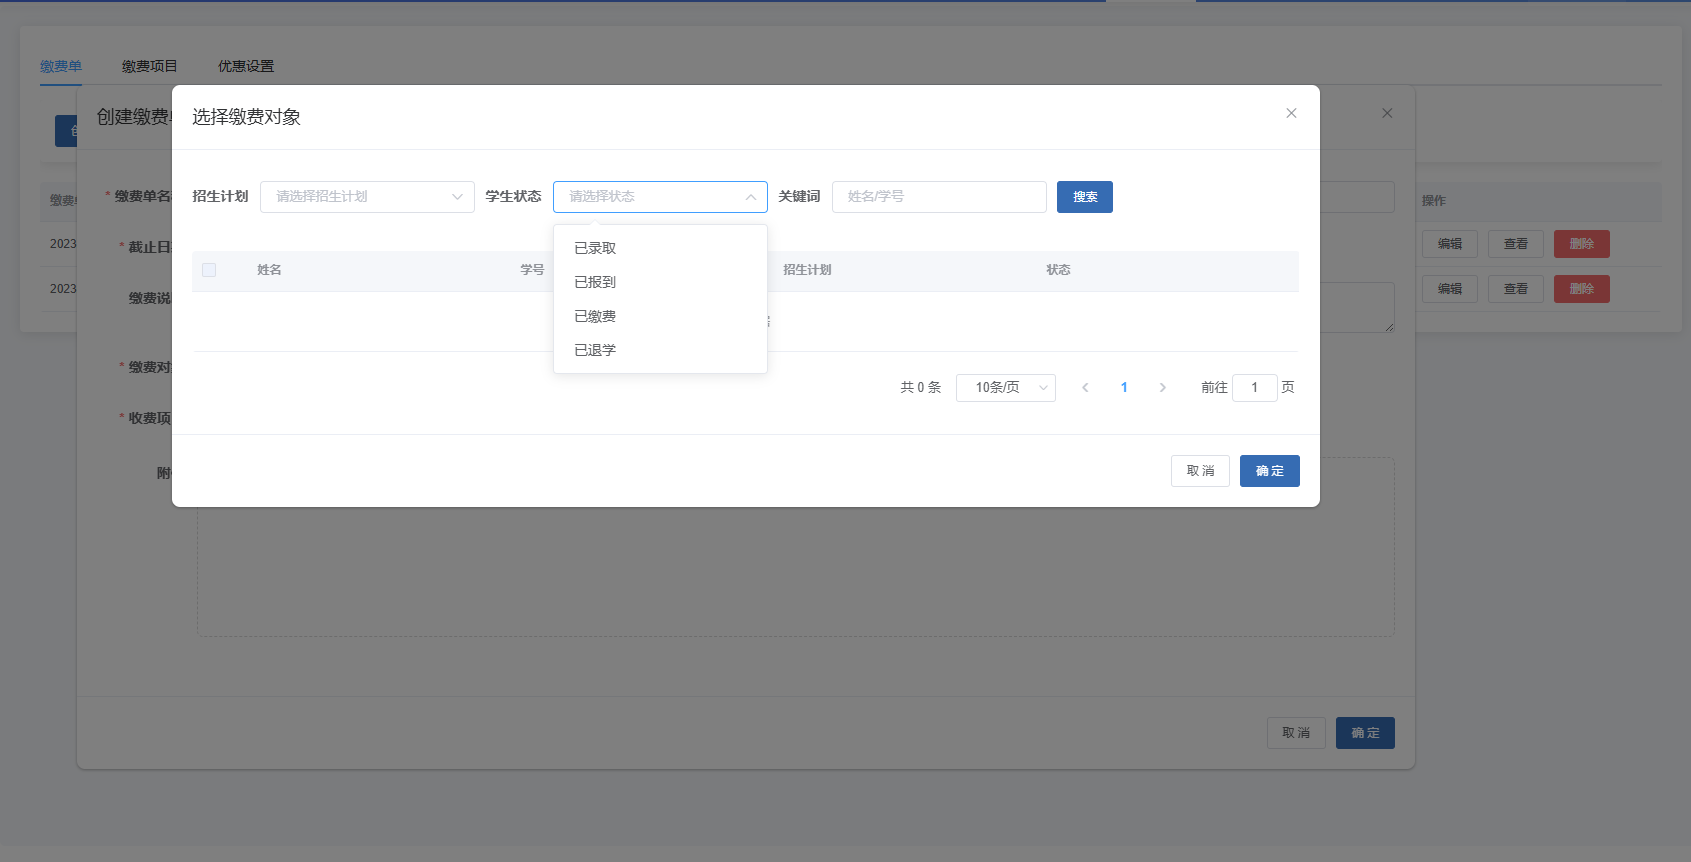 缴费单 缴费项目 优惠设置
创建缴费 选择缴费对象
缴费单名 招生计划 请选择招生计划 学生状态 请选择状态 关键词 姓名/学号 搜索
操作
已录取
2023 * 截止日 编辑 查看 删除
姓名 学号 招生计划 状态
已报到
2023 缴费说 编辑 查看 删除
已缴费
已退学
* 缴费对
共 0 条 10条/页 1 前往 1 页
* 收费项
附
取 消 确 定
取 消 确 定